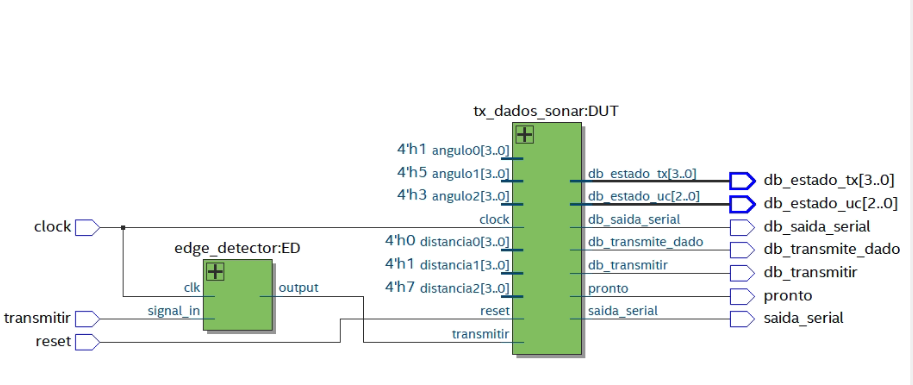 tx_dados_sonar:DUT
4'h1 angulo0[3..0]
4'h5 angulo1[3..0]
4'h3 angulo2[3..0]
clock
clock
edge_detector:ED
4'h0 distancia0[3..0]
4'h1 distancia1[3..0]
4'h7 distancia2[3..0]
clk
output
transmitir
signal_in
reset
reset
transmitir
db_estado_tx[3..0]
db_estado_tx[3..0]
db_estado_uc[2..0]
db_estado_uc[2..0]
db_saida_serial
db_saida_serial
db_transmite_dado
db_transmite_dado
db_transmitir
db_transmitir
pronto
pronto
saida_serial
saida_serial